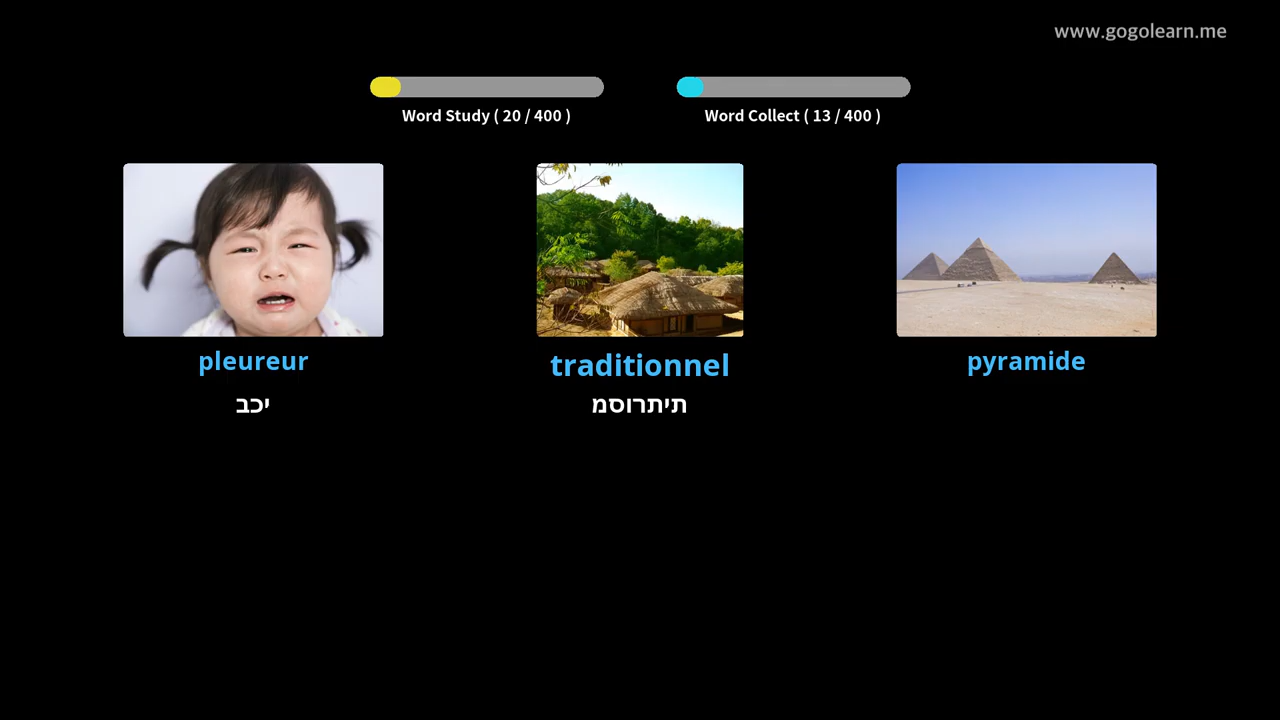 www.gogolearn.me
Word Study ( 20 / 400 )
Word Collect ( 13 / 400 )
pleureur
traditionnel
pyramide
יכב
תיתרוסמ